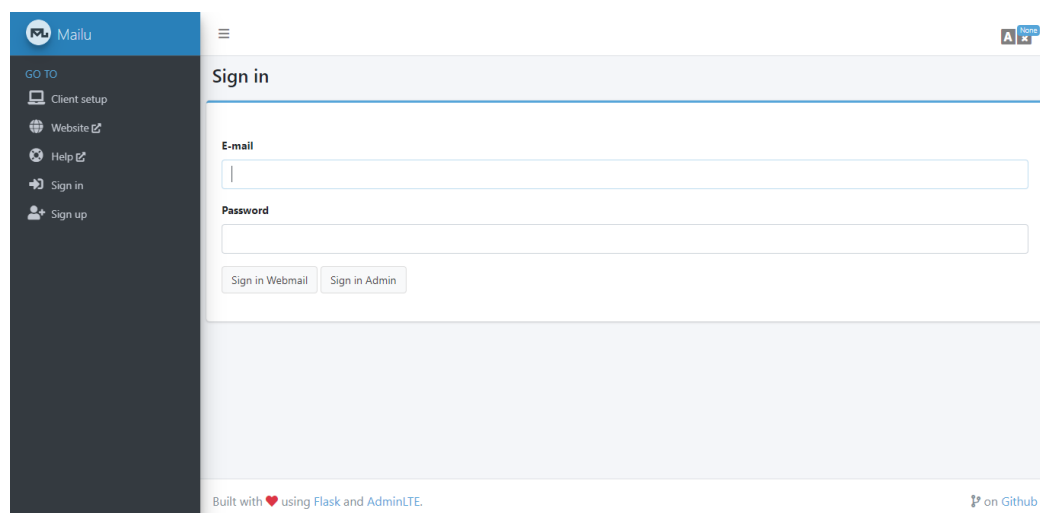 Mailu
None
A
GO TO
Client setup
Website
Help
Sign in
Sign up
Sign in
E-mail
Password
Sign in Webmail Sign in Admin
Built with ❤ using Flask and AdminLTE.
on Github